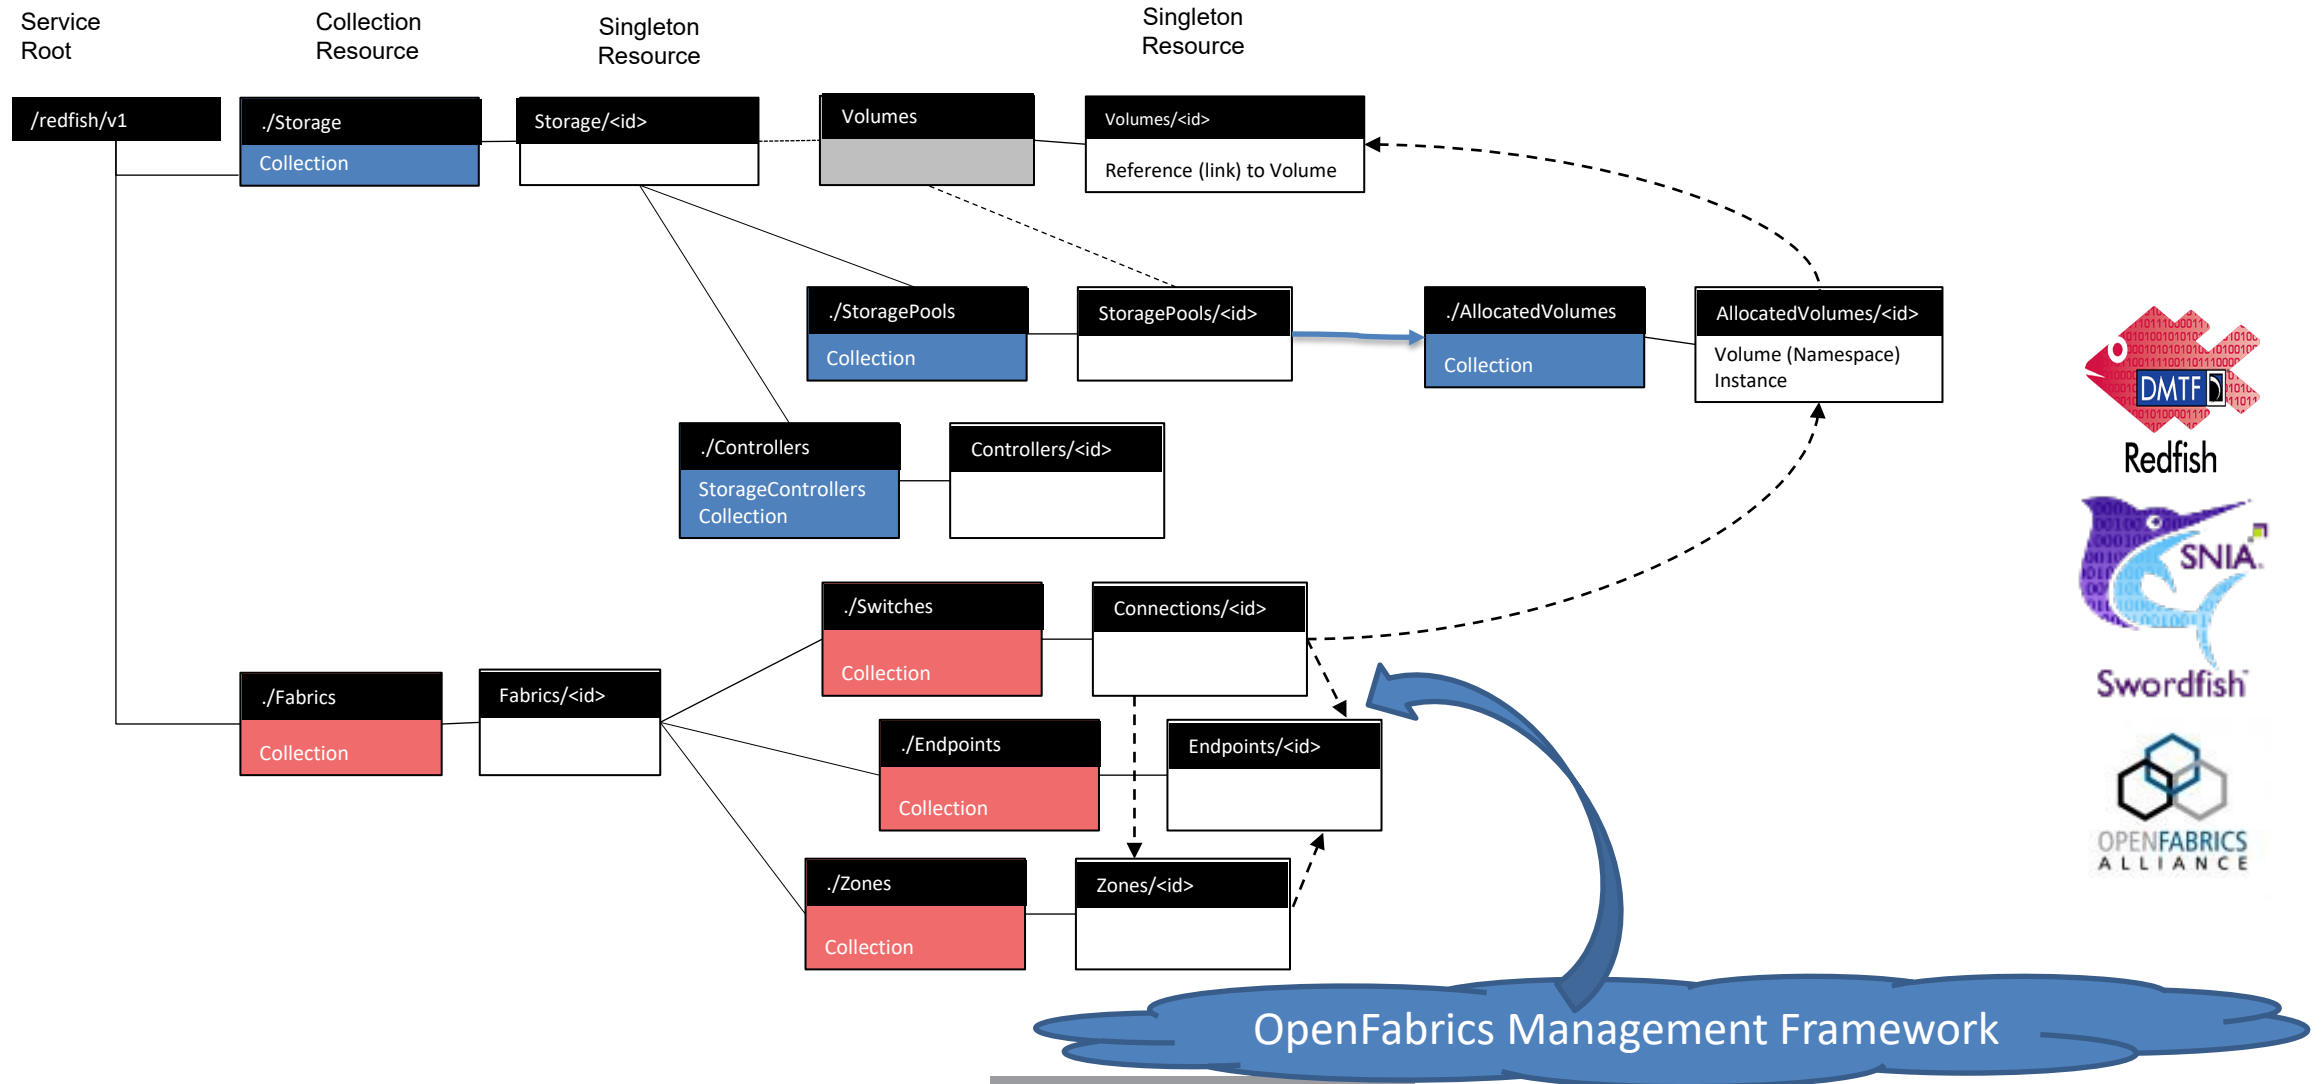 Service
Root
Collection
Resource
Singleton
Resource
Singleton
Resource
/redfish/v1
./Storage
Collection
Storage/<id>
Volumes
Volumes/<id>
Reference (link) to Volume
./StoragePools
Collection
StoragePools/<id>
./AllocatedVolumes
Collection
AllocatedVolumes/<id>
Volume (Namespace)
Instance
./Controllers
StorageControllers
Collection
Controllers/<id>
./Switches
Collection
Connections/<id>
./Fabrics
Collection
Fabrics/<id>
./Endpoints
Collection
Endpoints/<id>
./Zones
Collection
Zones/<id>
DMTF
Redfish
SNIA
Swordfish
OPENFABRICS
ALLIANCE
OpenFabrics Management Framework